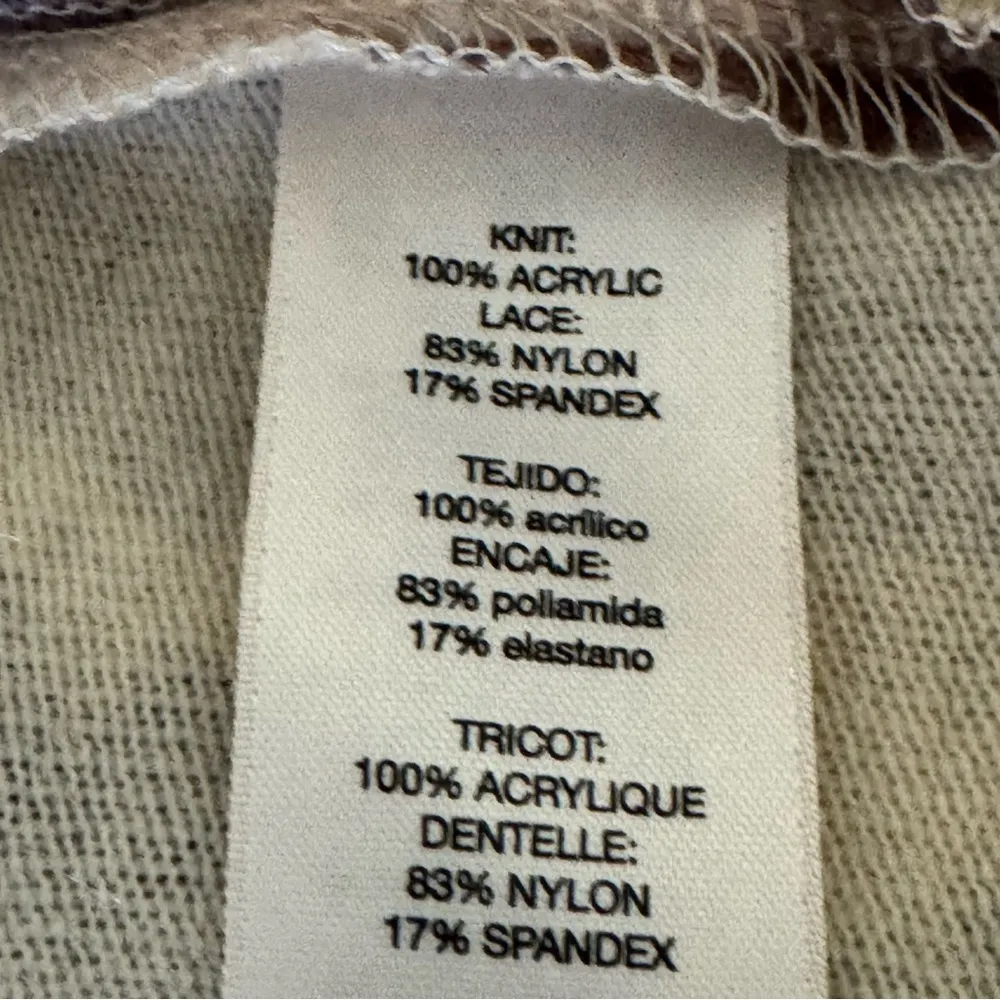 KNIT:
100% ACRYLIC
LACE:
83% NYLON
17% SPANDEX
TEJIDO:
100% acrílico
ENCAJE:
83% poliamida
17% elastano
TRICOT:
100% ACRYLIQUE
DENTELLE:
83% NYLON
17% SPANDEX